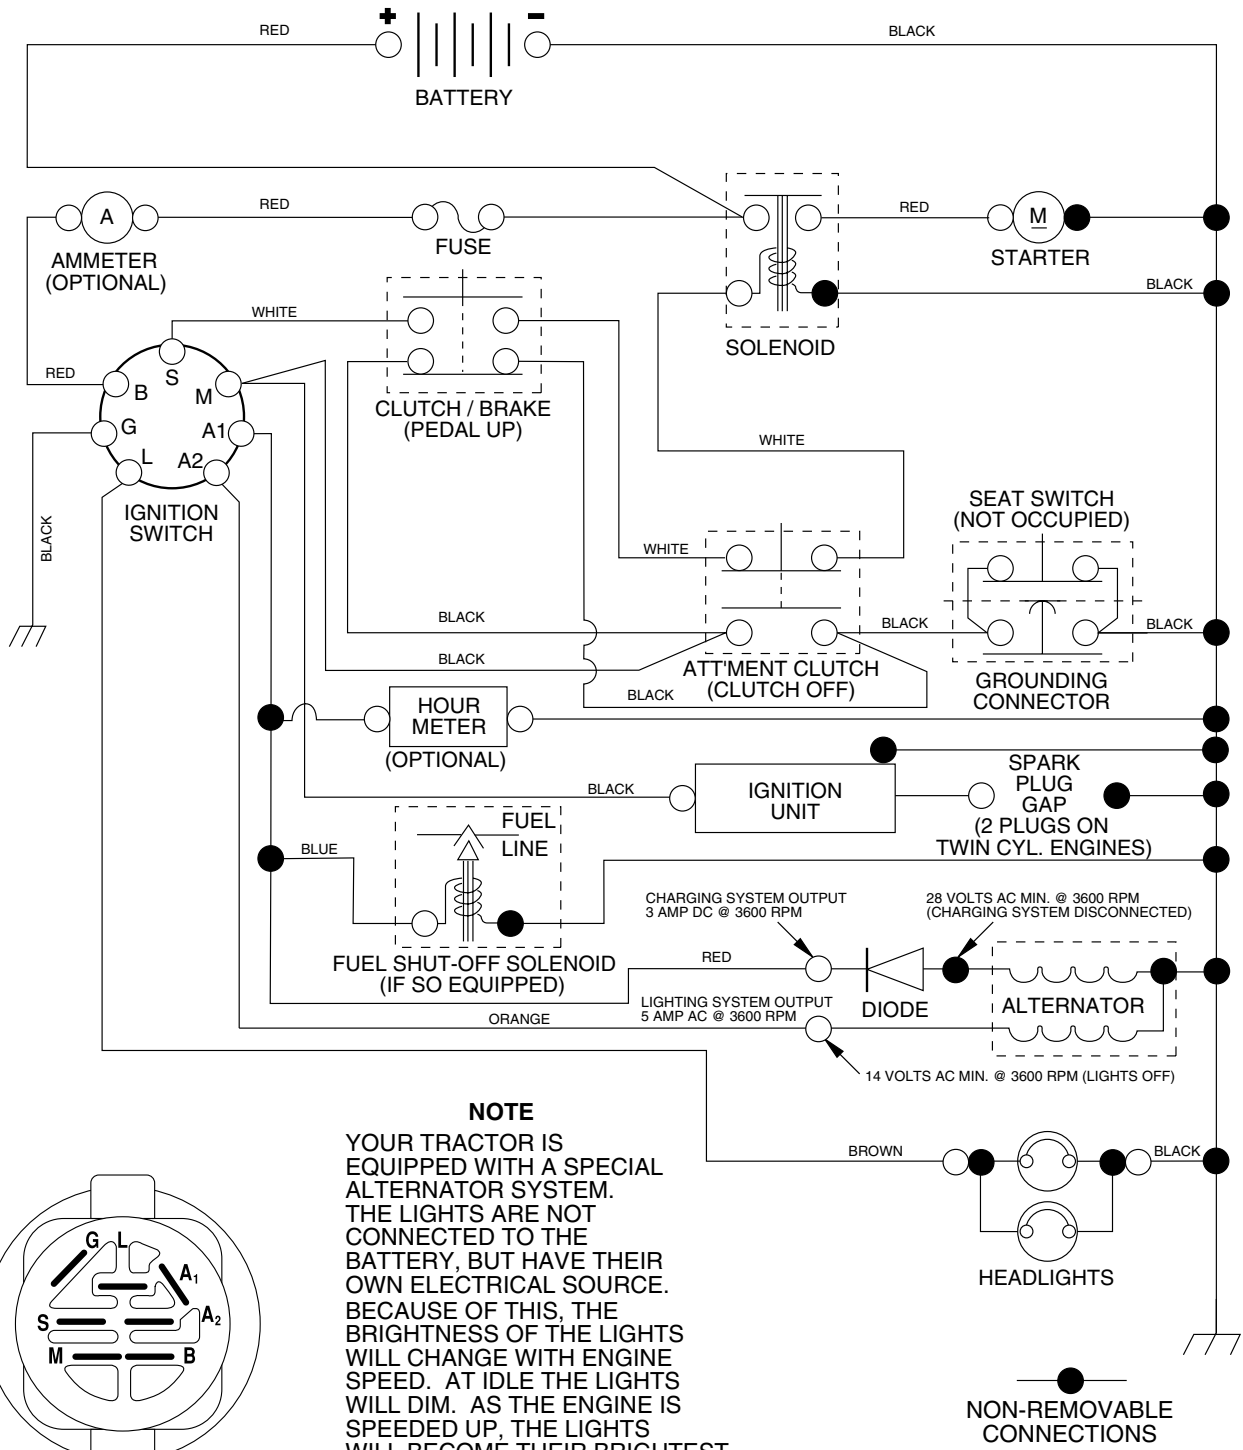 + −
RED
BLACK
BATTERY
A
RED
FUSE
RED
M
STARTER
AMMETER
(OPTIONAL)
BLACK
WHITE
SOLENOID
RED
S
B
M
G
A1
L
A2
CLUTCH / BRAKE
(PEDAL UP)
WHITE
IGNITION
SWITCH
BLACK
SEAT SWITCH
(NOT OCCUPIED)
WHITE
BLACK
BLACK
BLACK
BLACK
ATT'MENT CLUTCH
(CLUTCH OFF)
BLACK
GROUNDING
CONNECTOR
HOUR
METER
(OPTIONAL)
BLACK
IGNITION
UNIT
SPARK
PLUG
GAP
(2 PLUGS ON
TWIN CYL. ENGINES)
FUEL
LINE
BLUE
FUEL SHUT-OFF SOLENOID
(IF SO EQUIPPED)
CHARGING SYSTEM OUTPUT
3 AMP DC @ 3600 RPM
28 VOLTS AC MIN. @ 3600 RPM
(CHARGING SYSTEM DISCONNECTED)
RED
DIODE
ALTERNATOR
LIGHTING SYSTEM OUTPUT
5 AMP AC @ 3600 RPM
ORANGE
14 VOLTS AC MIN. @ 3600 RPM (LIGHTS OFF)
BROWN
BLACK
HEADLIGHTS
NOTE
YOUR TRACTOR IS
EQUIPPED WITH A SPECIAL
ALTERNATOR SYSTEM.
THE LIGHTS ARE NOT
CONNECTED TO THE
BATTERY, BUT HAVE THEIR
OWN ELECTRICAL SOURCE.
BECAUSE OF THIS, THE
BRIGHTNESS OF THE LIGHTS
WILL CHANGE WITH ENGINE
SPEED. AT IDLE THE LIGHTS
WILL DIM. AS THE ENGINE IS
SPEEDED UP, THE LIGHTS
WILL BECOME THEIR BRIGHTEST
G L
A1
S
A2
M
B
NON-REMOVABLE
CONNECTIONS